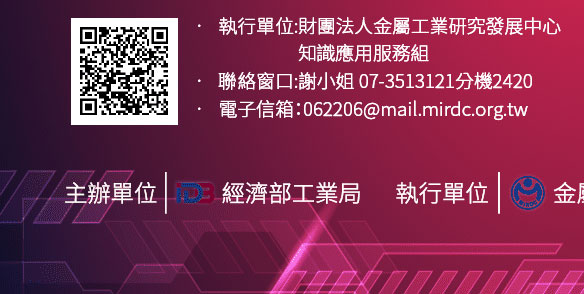 · 執行單位:財團法人金屬工業研究發展中心
知識應用服務組
· 聯絡窗口:謝小姐 07-3513121分機2420
· 電子信箱:062206@mail.mirdc.org.tw
主辦單位 IDB 經濟部工業局 執行單位 金